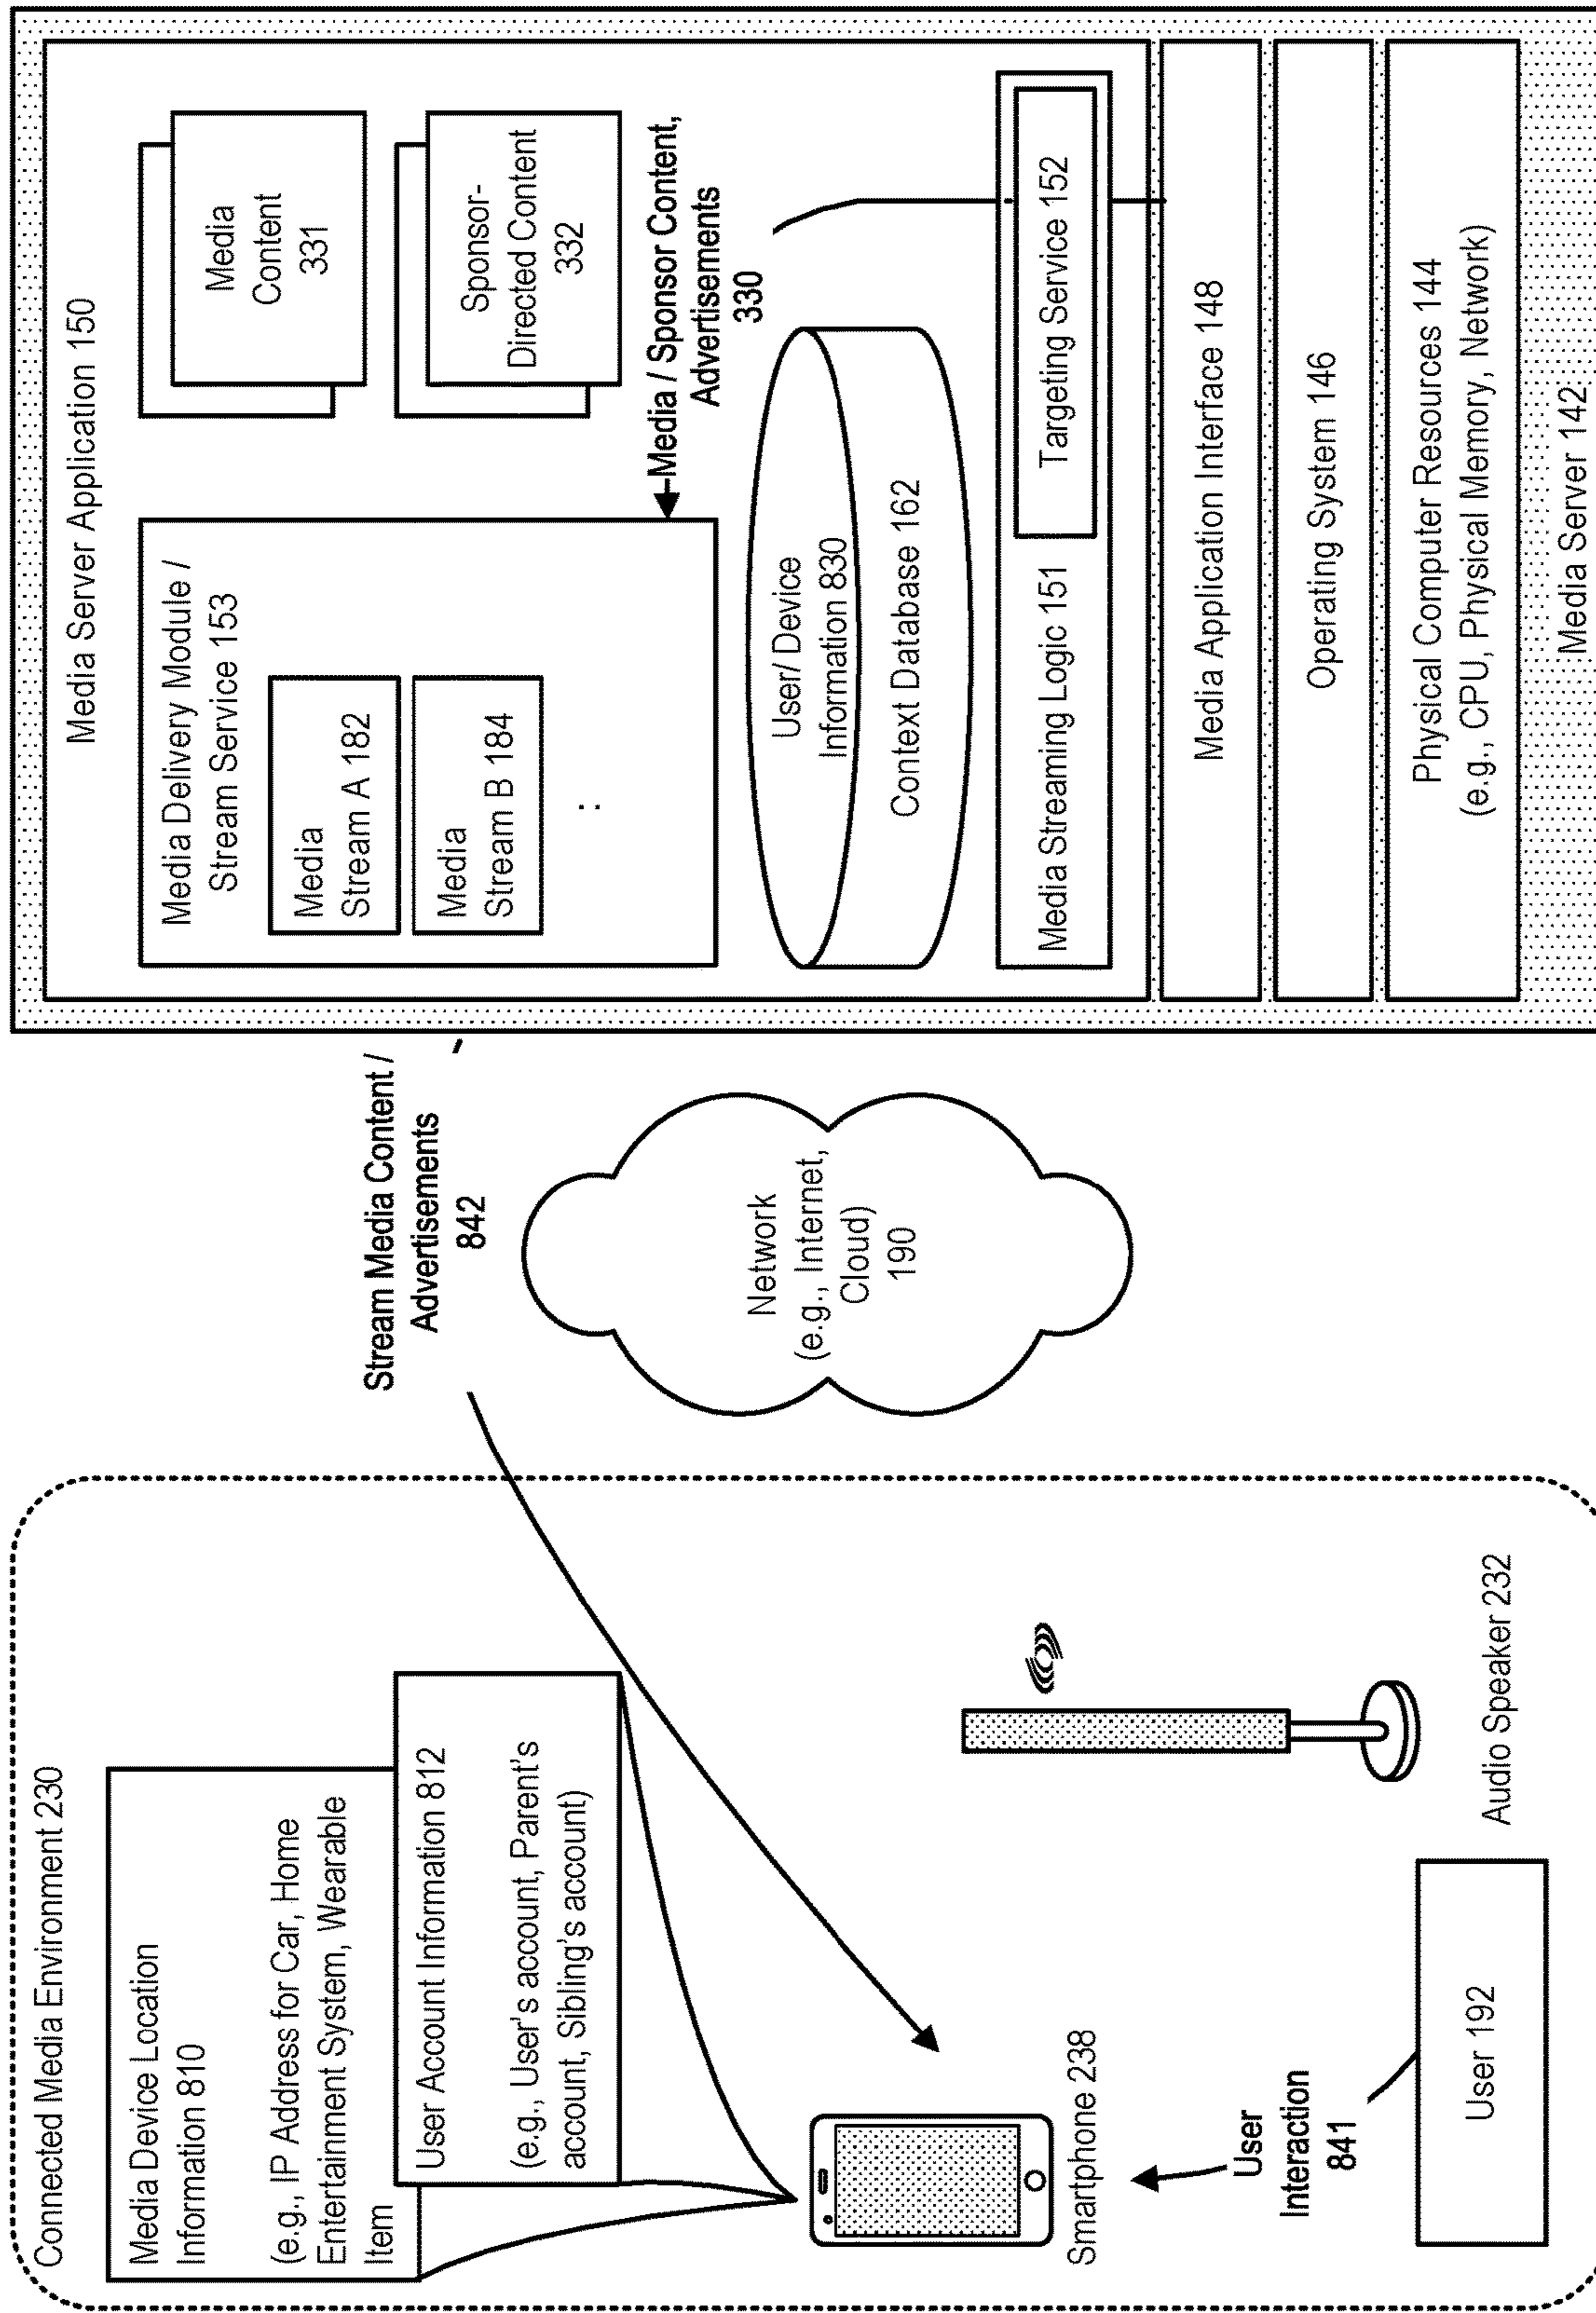 Connected Media Environment 230
Media Device Location
Information 810
(e.g., IP Address for Car, Home
Entertainment System, Wearable
Item
User Account Information 812
(e.g., User's account, Parent's
account, Sibling's account)
Smartphone 238
User
Interaction
841
User 192
Audio Speaker 232
Stream Media Content /
Advertisements
842
Network
(e.g., Internet,
Cloud)
190
Media Server Application 150
Media Delivery Module /
Stream Service 153
Media
Stream A 182
Media
Stream B 184
:
Media
Content
331
Sponsor-
Directed Content
332
Media / Sponsor Content,
Advertisements
330
User/ Device
Information 830
Context Database 162
Media Streaming Logic 151
Targeting Service 152
Media Application Interface 148
Operating System 146
Physical Computer Resources 144
(e.g., CPU, Physical Memory, Network)
Media Server 142